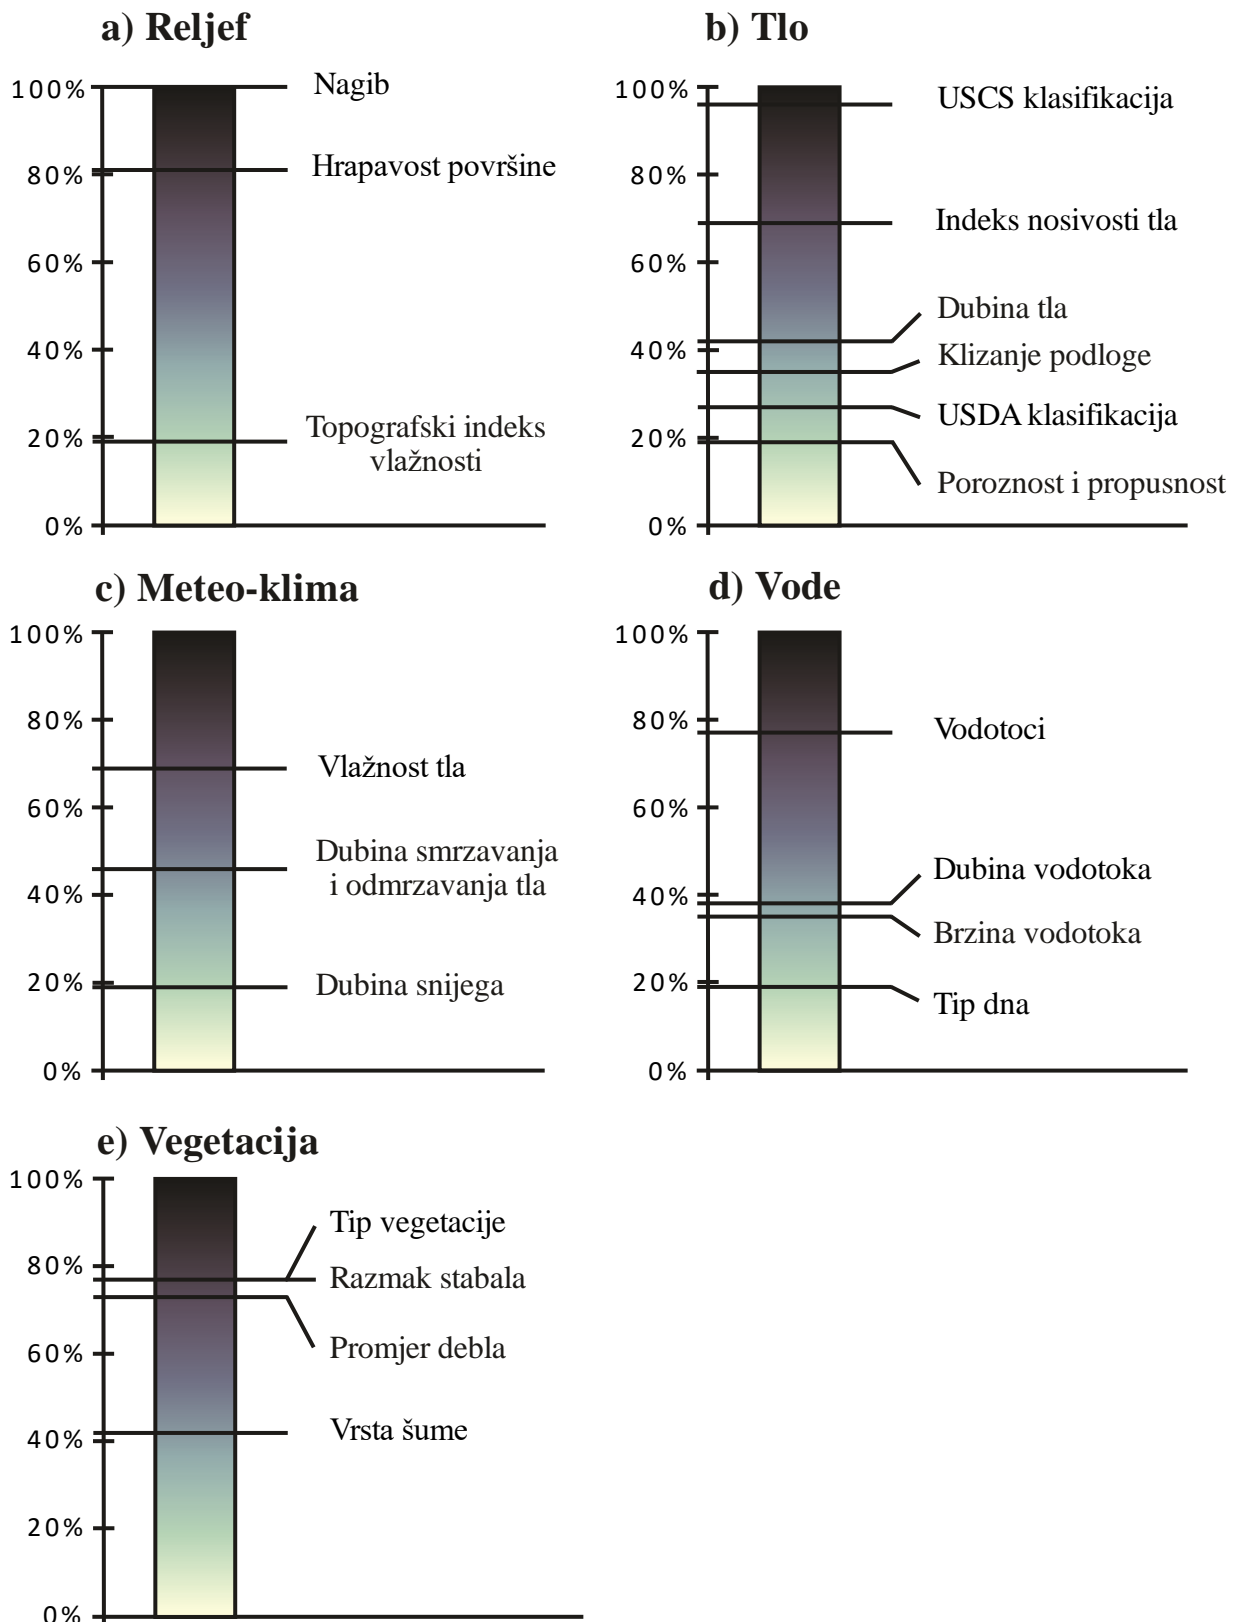 a) Reljef
100%
80%
60%
40%
20%
0%
Nagib
Hrapavost površine
Topografski indeks
vlažnosti
b) Tlo
100%
80%
60%
40%
20%
0%
USCS klasifikacija
Indeks nosivosti tla
Dubina tla
Klizanje podloge
USDA klasifikacija
Poroznost i propusnost
c) Meteo-klima
100%
80%
60%
40%
20%
0%
Vlažnost tla
Dubina smrzavanja
i odmrzavanja tla
Dubina snijega
d) Vode
100%
80%
60%
40%
20%
0%
Vodotoci
Dubina vodotoka
Brzina vodotoka
Tip dna
e) Vegetacija
100%
80%
60%
40%
20%
0%
Tip vegetacije
Razmak stabala
Promjer debla
Vrsta šume